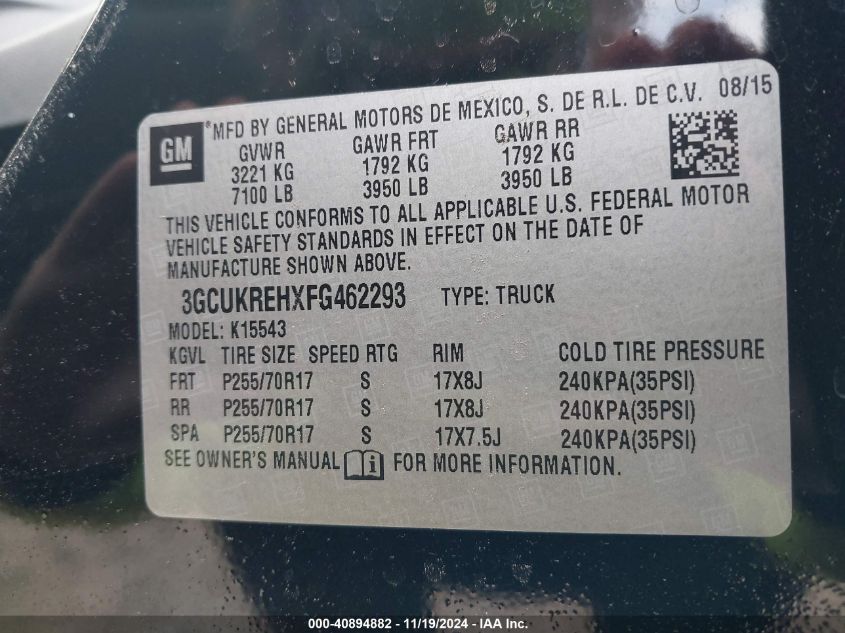 GM
®MFD BY GENERAL MOTORS DE MEXICO, S. DE R.L. DE C.V. 08/15
GVWR GAWR FRT GAWR RR
3221 KG 1792 KG 1792 KG
7100 LB 3950 LB 3950 LB
THIS VEHICLE CONFORMS TO ALL APPLICABLE U.S. FEDERAL MOTOR
VEHICLE SAFETY STANDARDS IN EFFECT ON THE DATE OF
MANUFACTURE SHOWN ABOVE.
3GCUKREHXFG462293 TYPE: TRUCK
MODEL: K15543
KGVL TIRE SIZE SPEED RTG RIM COLD TIRE PRESSURE
FRT P255/70R17 S 17X8J 240KPA(35PSI)
RR P255/70R17 S 17X8J 240KPA(35PSI)
SPA P255/70R17 S 17X7.5J 240KPA(35PSI)
SEE OWNER'S MANUAL i FOR MORE INFORMATION.
000-40894882 - 11/19/2024 - IAA Inc.